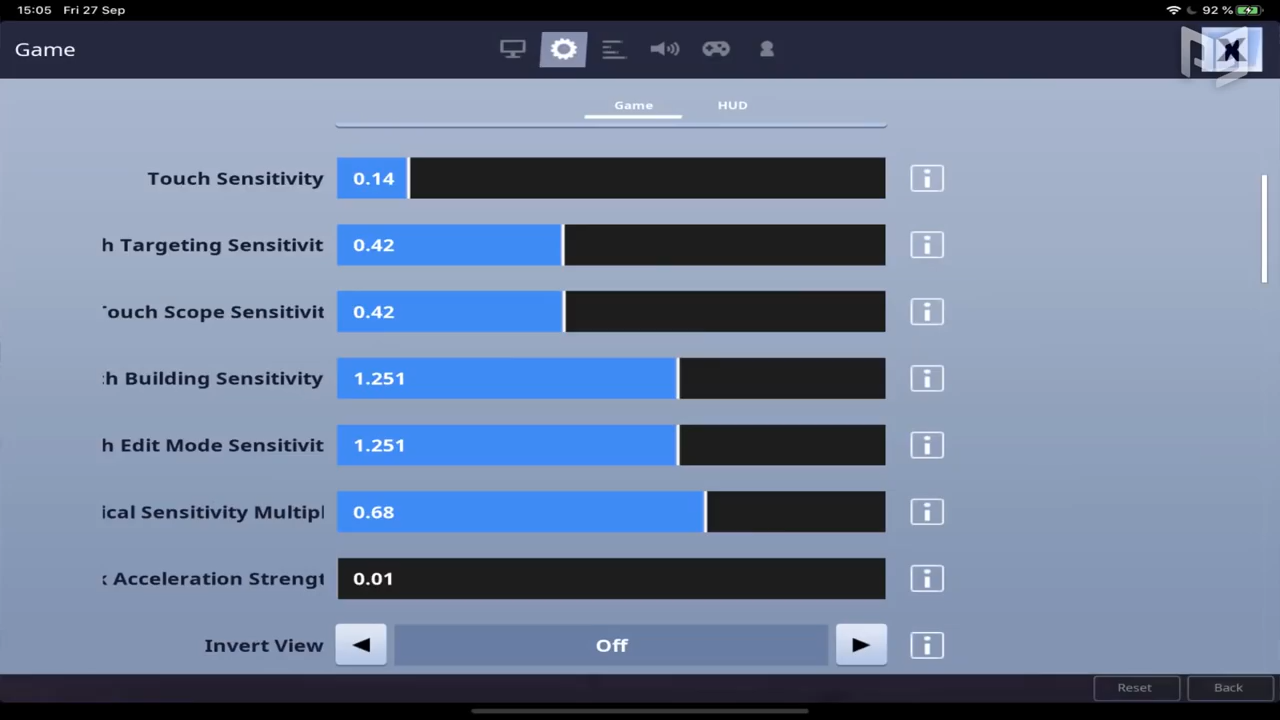 15:05 Fri 27 Sep 92 %
Game
Game HUD
Touch Sensitivity 0.14
h Targeting Sensitivit 0.42
Touch Scope Sensitivit 0.42
h Building Sensitivity 1.251
h Edit Mode Sensitivit 1.251
ical Sensitivity Multipl 0.68
k Acceleration Strengt 0.01
Invert View Off
Reset Back